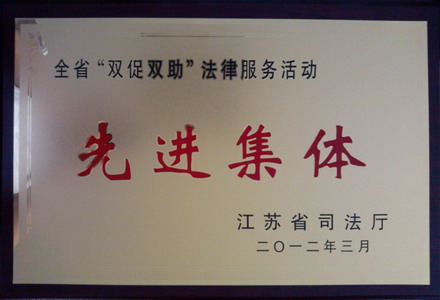 全省“双促双助”法律服务活动
先进集体
江苏省司法厅
二〇一二年三月